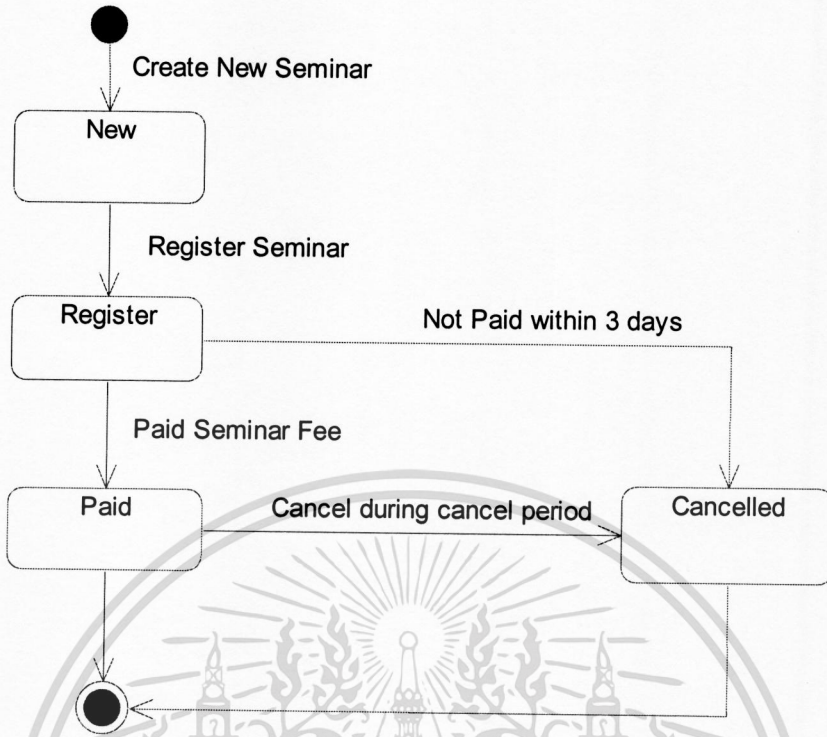 Create New Seminar
New
Register Seminar
Register
Not Paid within 3 days
Paid Seminar Fee
Paid
Cancel during cancel period
Cancelled